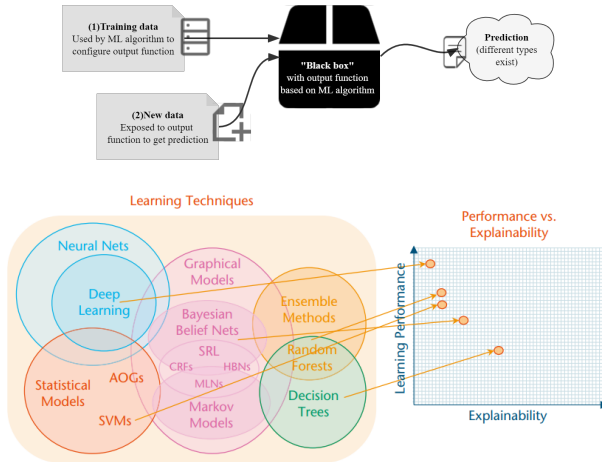 (1)Training data
Used by ML algorithm to
configure output function
"Black box"
with output function
based on ML algorithm
Prediction
(different types
exist)
(2)New data
Exposed to output
function to get prediction
Learning Techniques
Neural Nets
Deep
Learning
Graphical
Models
Bayesian
Belief Nets
SRL
CRFs
HBNs
MLNs
Markov
Models
Ensemble
Methods
Random
Forests
Decision
Trees
Statistical
Models
AOGs
SVMs
Performance vs.
Explainability
Learning Performance
Explainability